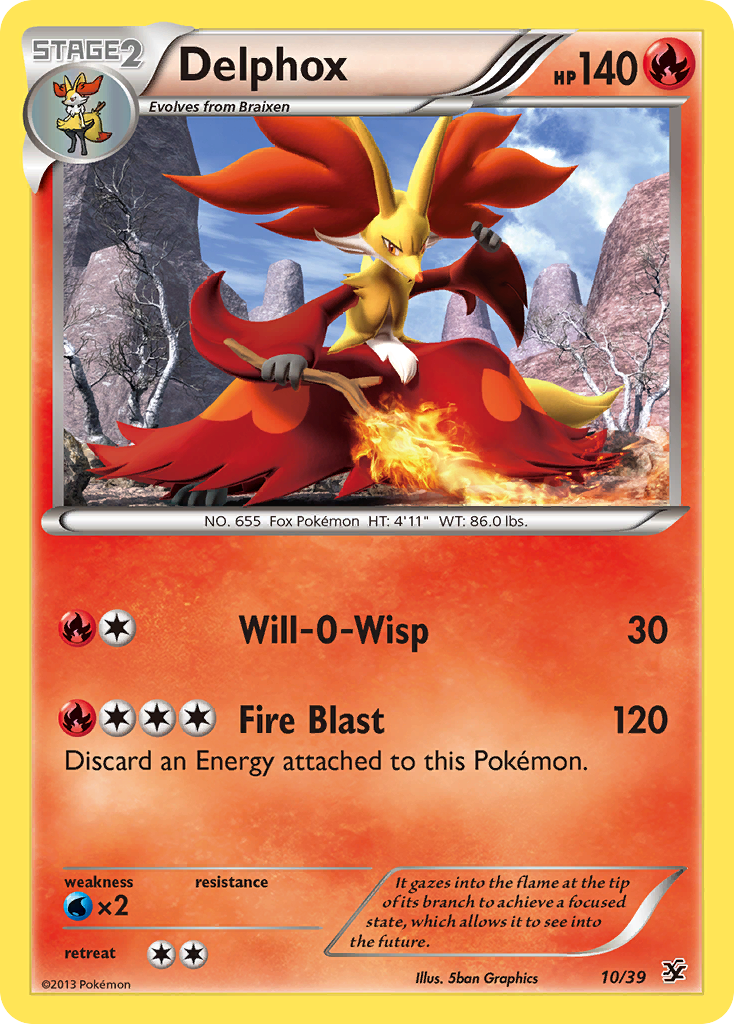 STAGE2
Delphox
HP140
Evolves from Braixen
NO. 655 Fox Pokémon HT: 4'11" WT: 86.0 lbs.
Will-O-Wisp 30
Fire Blast 120
Discard an Energy attached to this Pokémon.
weakness resistance
×2
retreat
It gazes into the flame at the tip
of its branch to achieve a focused
state, which allows it to see into
the future.
©2013 Pokémon
Illus. 5ban Graphics
10/39
XY